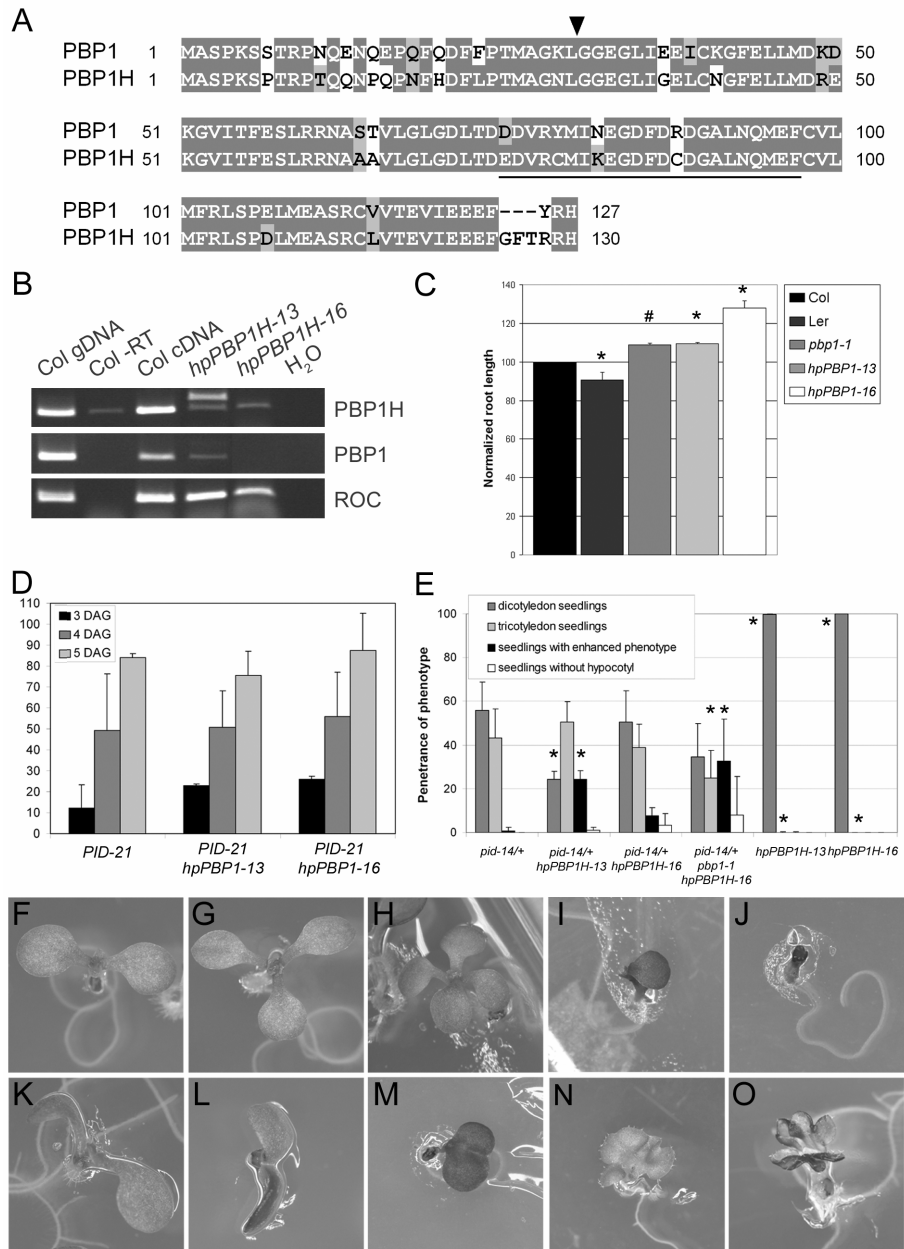 A
PBP1 1 MASPKSSTRPNQENQEPQFQDFFPTMAGKLGGEGLIEEICKGFELLMDKD 50
PBP1H 1 MASPKSPTRPTQQNPQPNFHDFLPTMAGNLGGEGLIGELCNGFELLMDRE 50
PBP1 51 KGVITFESLRRNASTVLGLGDLTDDDVRYMINEGDFDRDGALNQMEFCVL 100
PBP1H 51 KGVITFESLRRNAAAVLGLGDLTDEDVRCMIKEGDFDCDGALNQMEFCVL 100
PBP1 101 MFRLSPELMEASRCVVTEVIEEEF---YRH 127
PBP1H 101 MFRLSPDLMEASRCLVTEVIEEEFGFTRRH 130
B
Col gDNA
Col -RT
Col cDNA
hpPBP1H-13
hpPBP1H-16
H2O
PBP1H
PBP1
ROC
C
Normalized root length
140
120
100
80
60
40
20
0
*
#
*
*
Col
Ler
pbp1-1
hpPBP1-13
hpPBP1-16
D
110
100
90
80
70
60
50
40
30
20
10
0
3 DAG
4 DAG
5 DAG
PID-21
PID-21
hpPBP1-13
PID-21
hpPBP1-16
E
dicotyledon seedlings
tricotyledon seedlings
seedlings with enhanced phenotype
seedlings without hypocotyl
Penetrance of phenotype
100
80
60
40
20
0
* * * * * * * *
pid-14/+
pid-14/+
hpPBP1H-13
pid-14/+
hpPBP1H-16
pid-14/+
pbp1-1
hpPBP1H-16
hpPBP1H-13
hpPBP1H-16
F G H I J
K L M N O